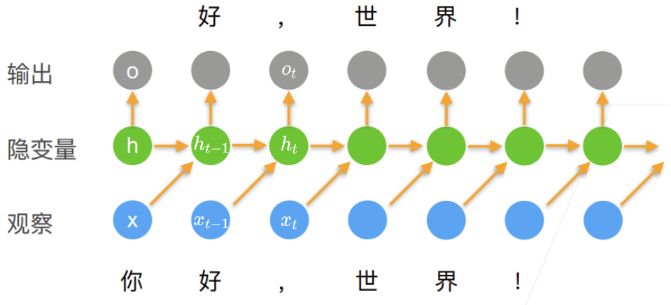 好 ， 世 界 ！
输出 o o_t
隐变量 h h_{t-1} h_t
观察 x x_{t-1} x_t
你 好 ， 世 界 ！